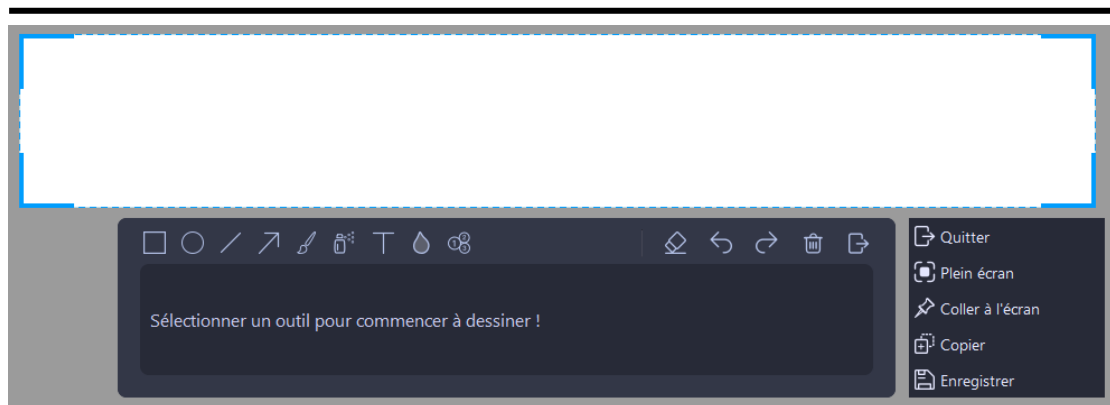 Sélectionner un outil pour commencer à dessiner !
Quitter
Plein écran
Coller à l'écran
Copier
Enregistrer